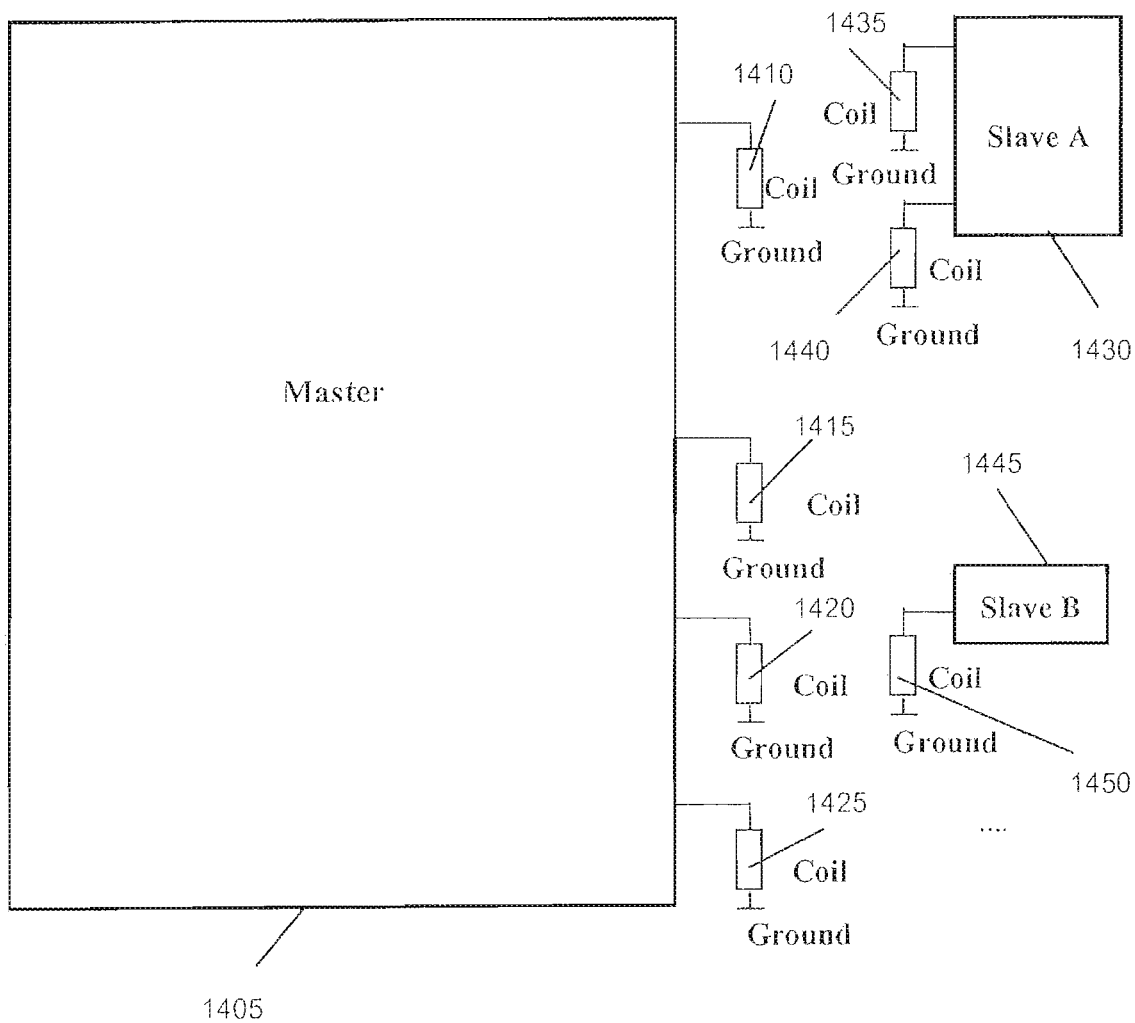 1435
1410
Coil
Slave A
Ground
Coil
Ground
Coil
1440
Ground
1430
Master
1415
1445
Coil
Ground
1420
Slave B
Coil
Coil
Ground
Ground
1450
1425
....
Coil
Ground
1405